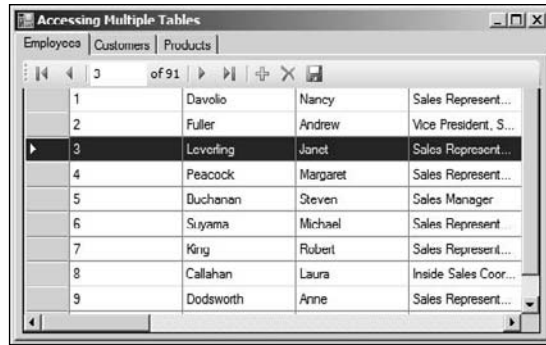 Accessing Multiple Tables
Employees Customers Products
3 of 91
1 Davolio Nancy Sales Represent...
2 Fuller Andrew Vice President, S...
3 Leverling Janet Sales Represent...
4 Peacock Margaret Sales Represent...
5 Buchanan Steven Sales Manager
6 Suyama Michael Sales Represent...
7 King Robert Sales Represent...
8 Callahan Laura Inside Sales Coor...
9 Dodsworth Anne Sales Represent...